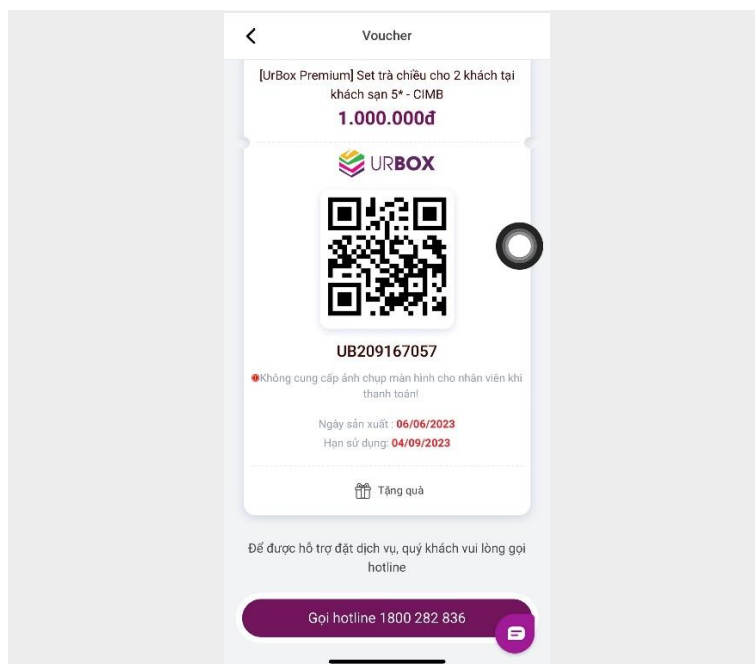 Voucher
[UrBox Premium] Set trà chiều cho 2 khách tại
khách sạn 5* - CIMB
1.000.000đ
URBOX
UB209167057
Không cung cấp ảnh chụp màn hình cho nhân viên khi
thanh toán!
Ngày sản xuất : 06/06/2023
Hạn sử dụng: 04/09/2023
Tặng quà
Để được hỗ trợ đặt dịch vụ, quý khách vui lòng gọi
hotline
Gọi hotline 1800 282 836